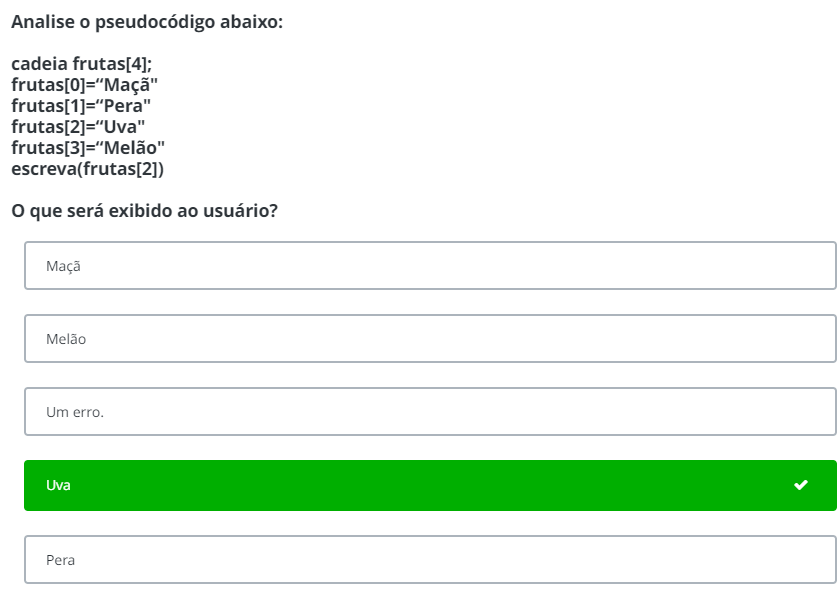 Analise o pseudocódigo abaixo:
cadeia frutas[4];
frutas[0]=“Maçã"
frutas[1]=“Pera"
frutas[2]=“Uva"
frutas[3]=“Melão"
escreva(frutas[2])
O que será exibido ao usuário?
Maçã
Melão
Um erro.
Uva
Pera